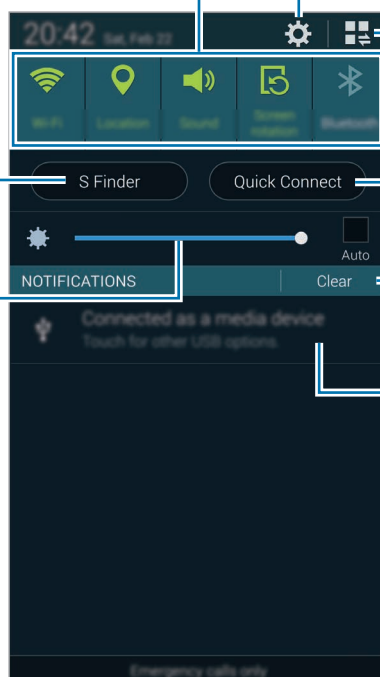 20:42 Sat, Feb 22
Wi-Fi Location Sound Screen rotation Bluetooth
S Finder Quick Connect
Auto
NOTIFICATIONS Clear
Connected as a media device
Touch for other USB options.
Emergency calls only